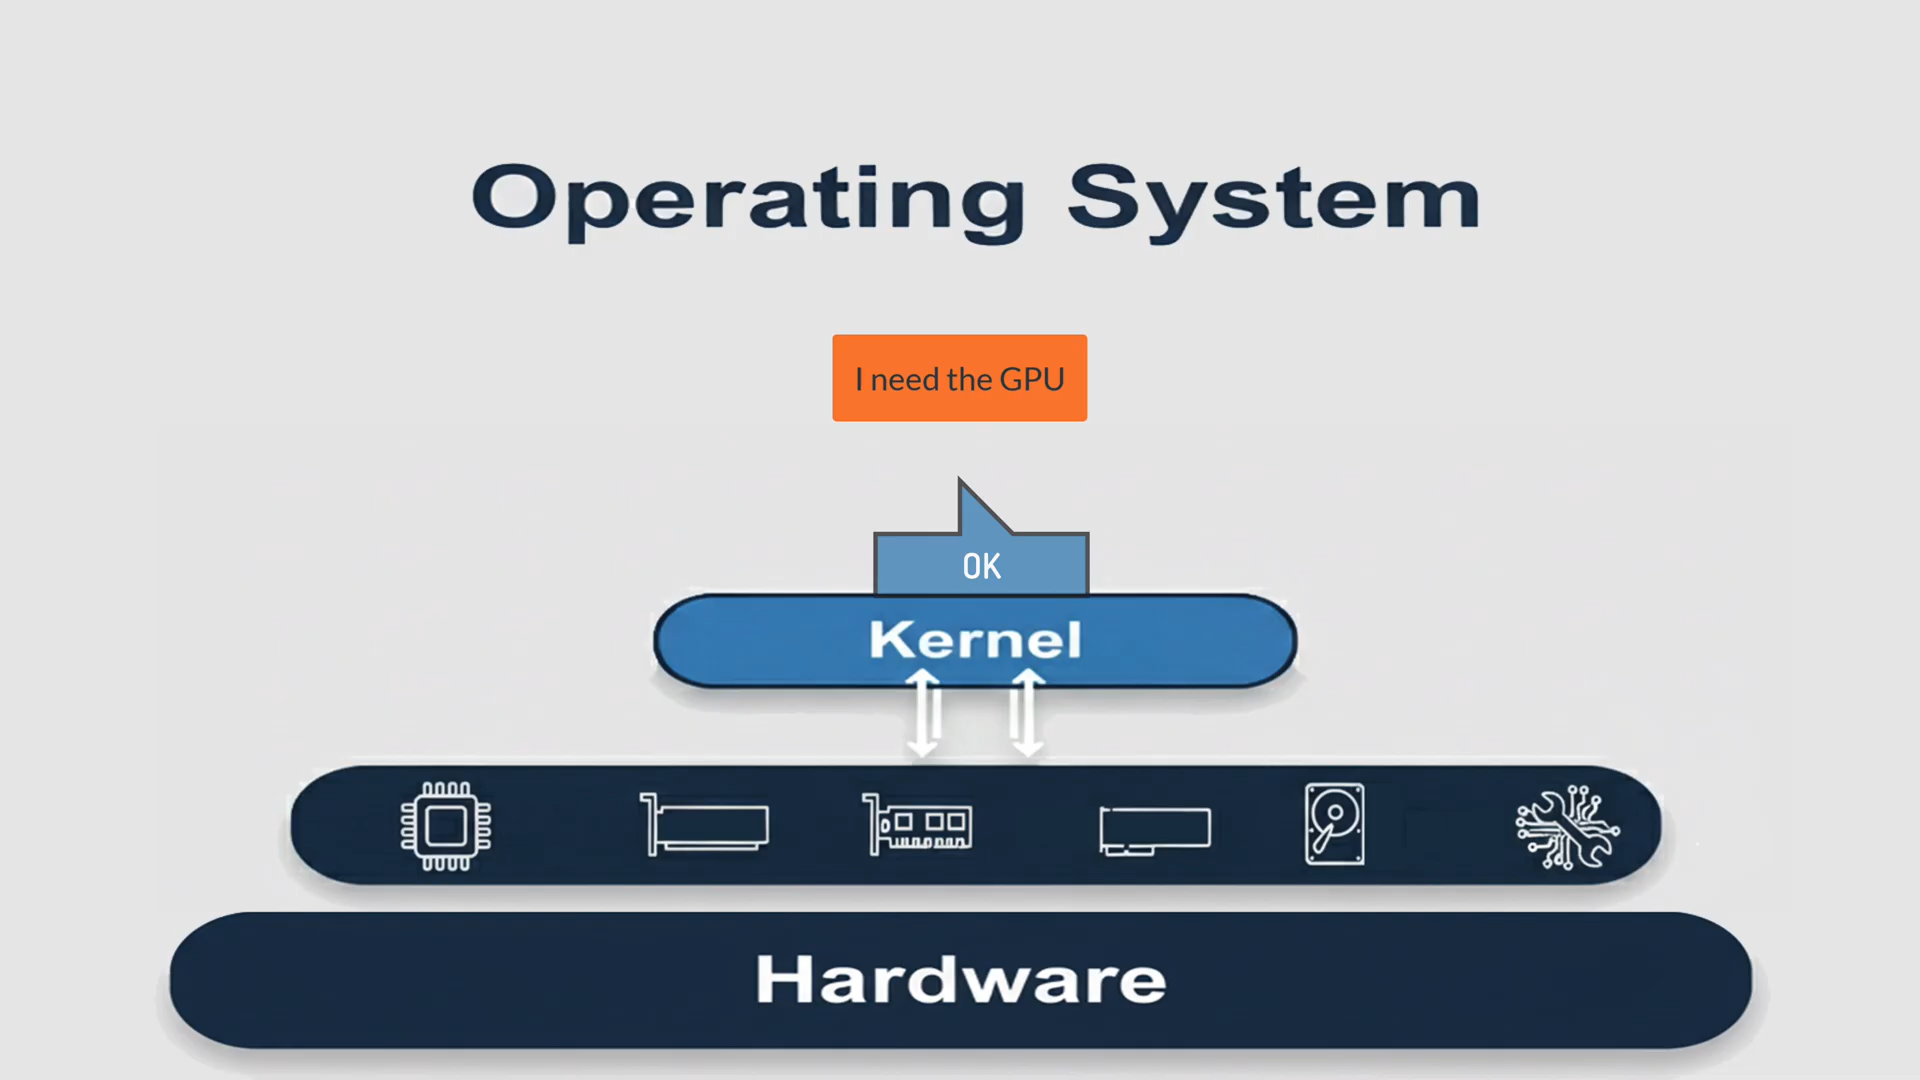 Operating System
I need the GPU
OK
Kernel
Hardware